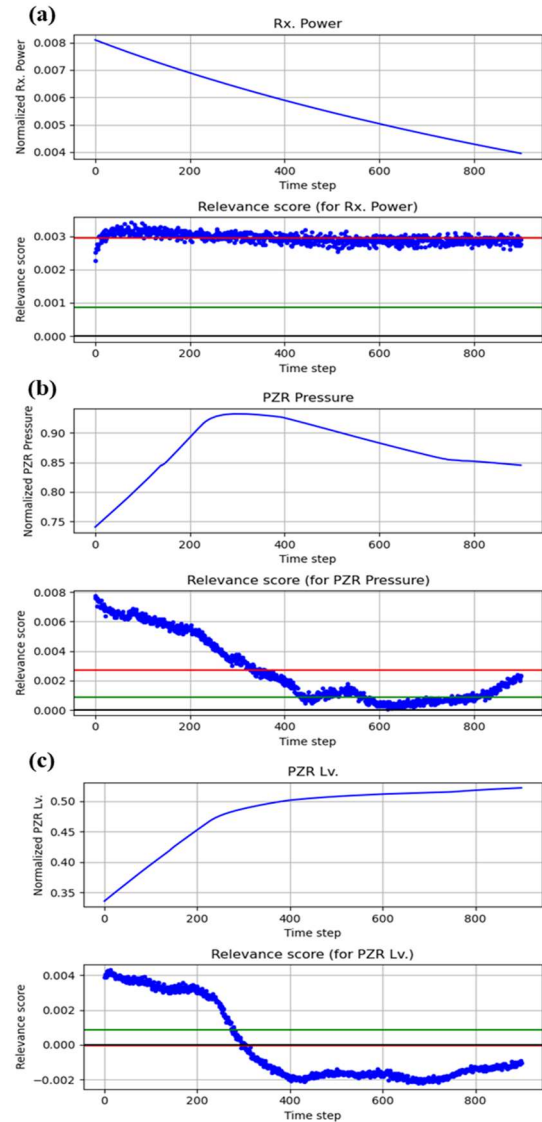 (a)
Rx. Power
Normalized Rx. Power
0.008
0.007
0.006
0.005
0.004
0 200 400 600 800
Time step
Relevance score (for Rx. Power)
Relevance score
0.003
0.002
0.001
0.000
0 200 400 600 800
Time step
(b)
PZR Pressure
Normalized PZR Pressure
0.90
0.85
0.80
0.75
0 200 400 600 800
Time step
Relevance score (for PZR Pressure)
Relevance score
0.008
0.006
0.004
0.002
0.000
0 200 400 600 800
Time step
(c)
PZR Lv.
Normalized PZR Lv.
0.50
0.45
0.40
0.35
0 200 400 600 800
Time step
Relevance score (for PZR Lv.)
Relevance score
0.004
0.002
0.000
−0.002
0 200 400 600 800
Time step